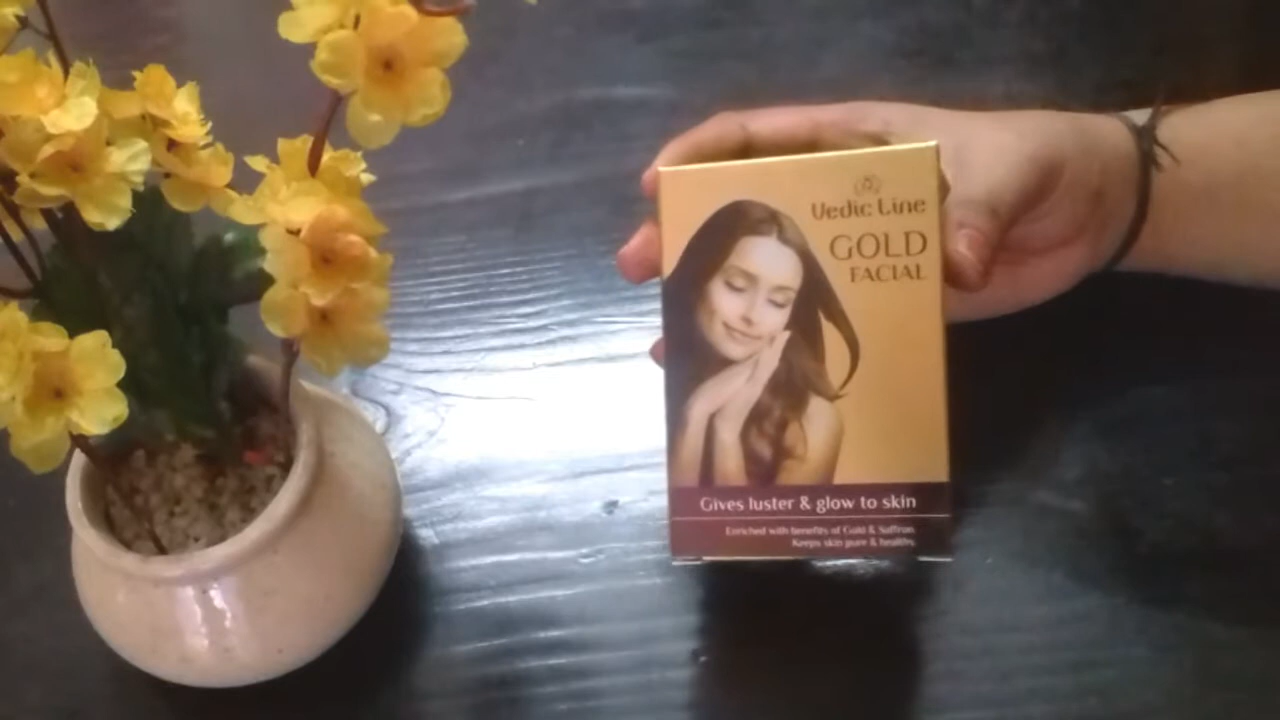 Vedic Line
GOLD
FACIAL
Gives luster & glow to skin
Enriched with benefits of Gold & Saffron
Keeps skin pure & healthy